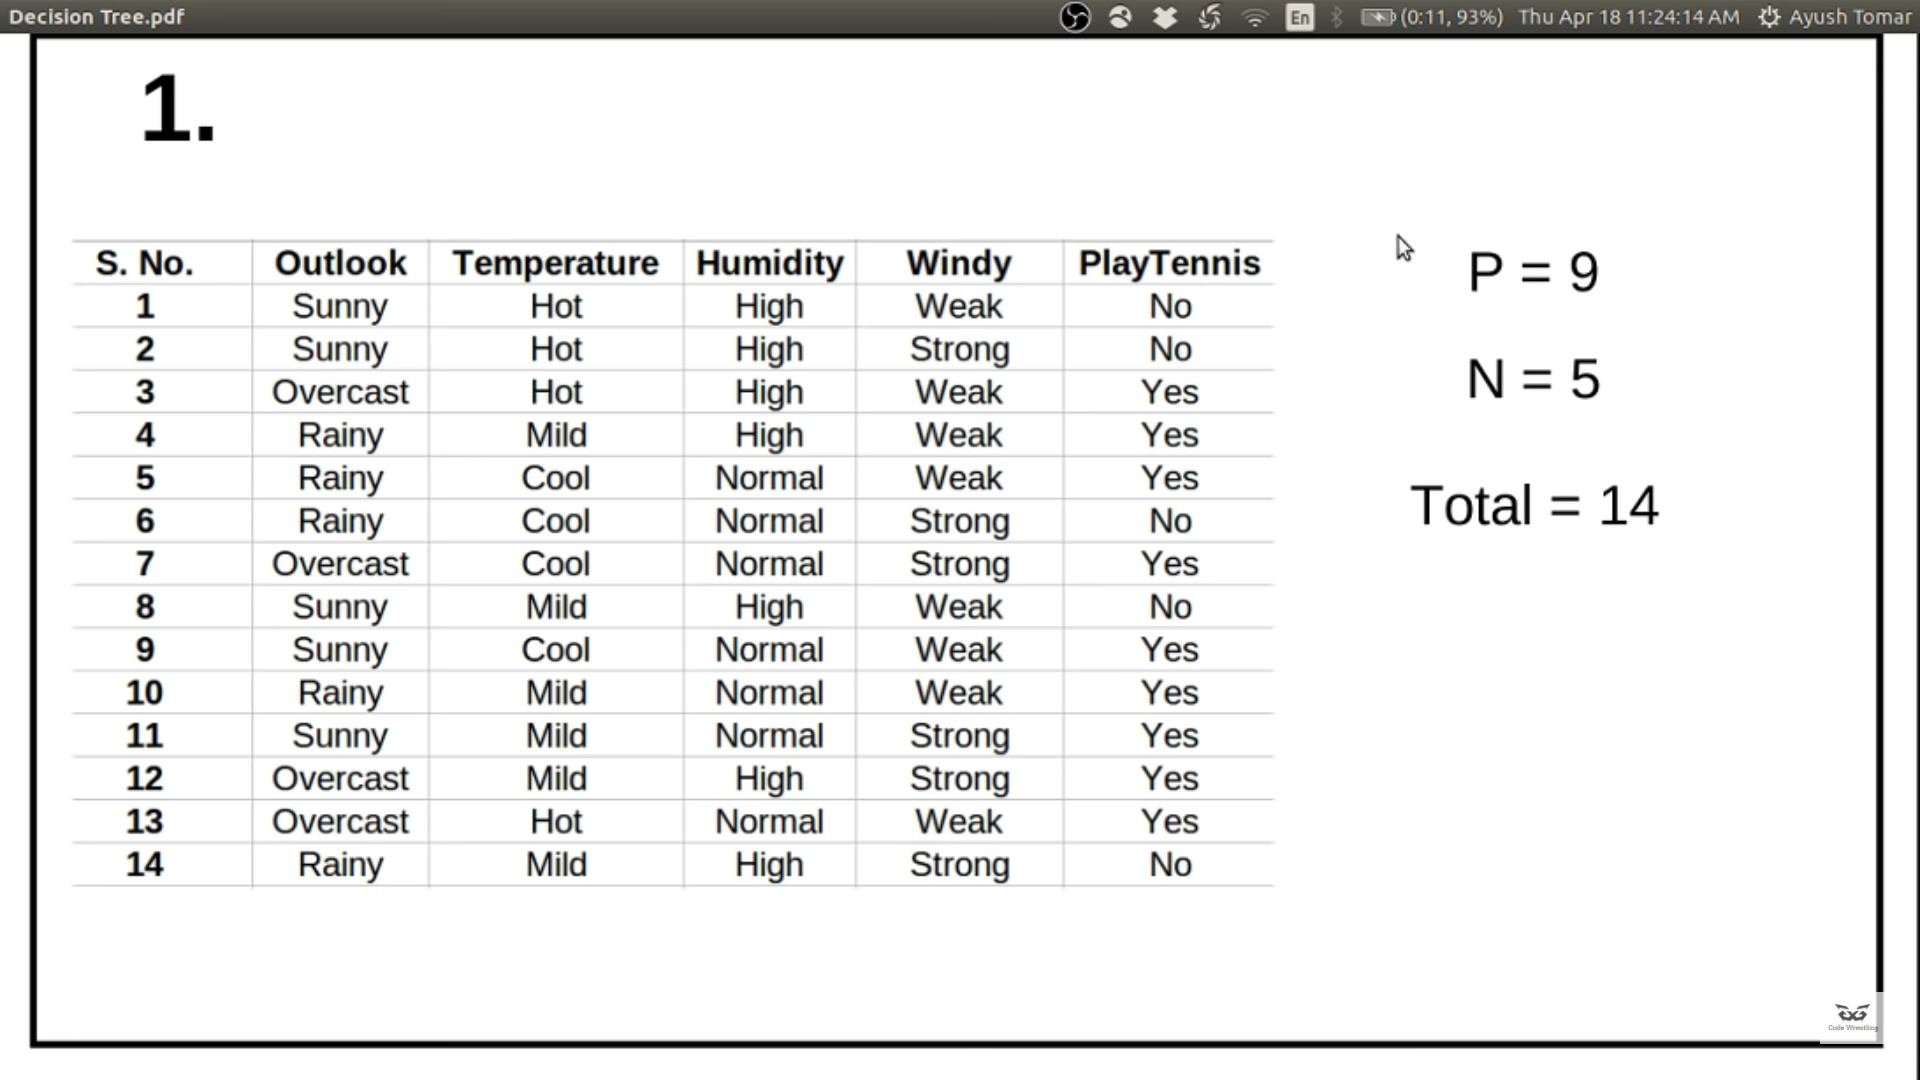 Decision Tree.pdf
En (0:11, 93%) Thu Apr 18 11:24:14 AM Ayush Tomar
1.
S. No. Outlook Temperature Humidity Windy PlayTennis
1 Sunny Hot High Weak No
2 Sunny Hot High Strong No
3 Overcast Hot High Weak Yes
4 Rainy Mild High Weak Yes
5 Rainy Cool Normal Weak Yes
6 Rainy Cool Normal Strong No
7 Overcast Cool Normal Strong Yes
8 Sunny Mild High Weak No
9 Sunny Cool Normal Weak Yes
10 Rainy Mild Normal Weak Yes
11 Sunny Mild Normal Strong Yes
12 Overcast Mild High Strong Yes
13 Overcast Hot Normal Weak Yes
14 Rainy Mild High Strong No
P = 9
N = 5
Total = 14
Code Wrestling